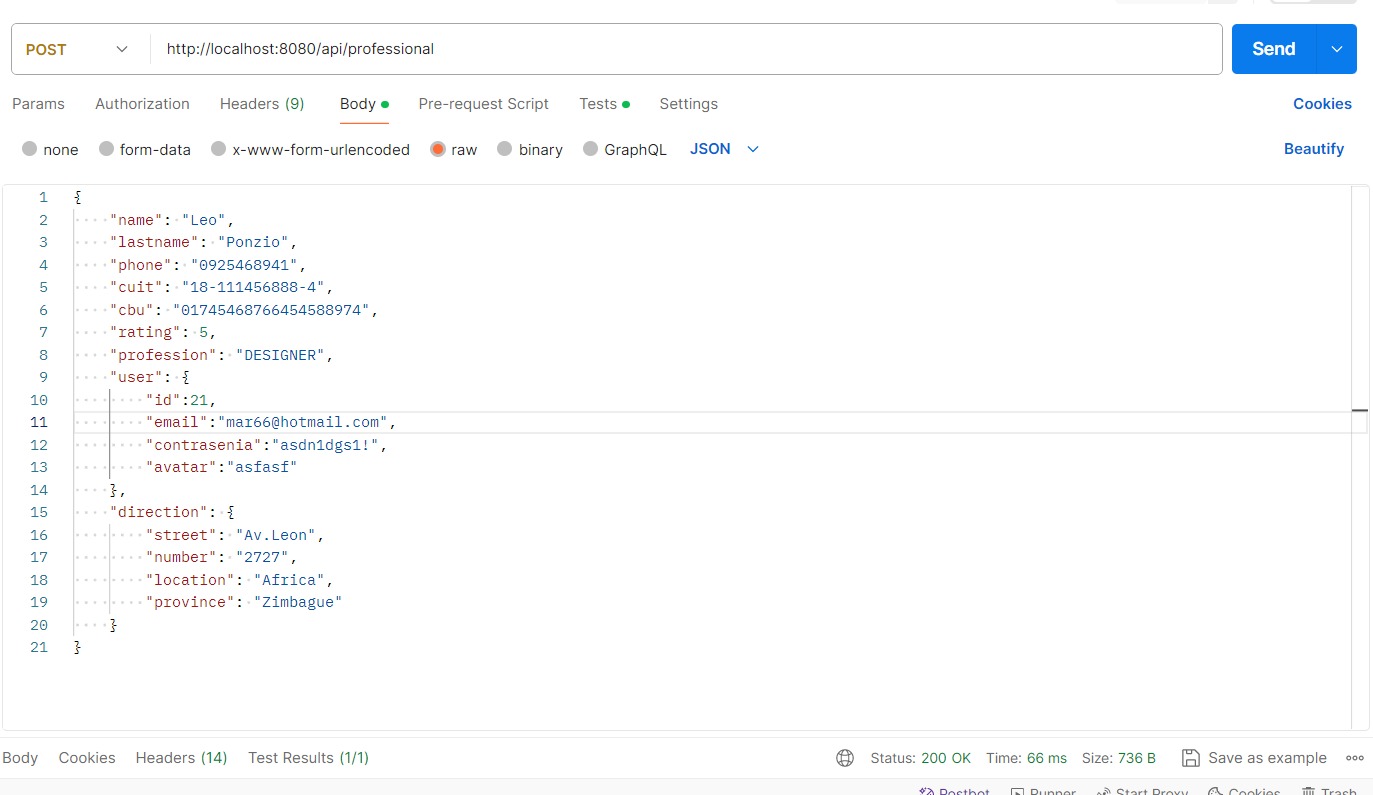 POST http://localhost:8080/api/professional Send
Params Authorization Headers (9) Body Pre-request Script Tests Settings Cookies
none form-data x-www-form-urlencoded raw binary GraphQL JSON Beautify
1 {
2 "name": "Leo",
3 "lastname": "Ponzio",
4 "phone": "0925468941",
5 "cuit": "18-111456888-4",
6 "cbu": "01745468766454588974",
7 "rating": 5,
8 "profession": "DESIGNER",
9 "user": {
10 "id":21,
11 "email":"mar66@hotmail.com",
12 "contrasenia":"asdn1dgs1!",
13 "avatar":"asfasf"
14 },
15 "direction": {
16 "street": "Av.Leon",
17 "number": "2727",
18 "location": "Africa",
19 "province": "Zimbague"
20 }
21 }
Body Cookies Headers (14) Test Results (1/1) Status: 200 OK Time: 66 ms Size: 736 B Save as example
Postbot Runner Start Proxy Cookies Trash